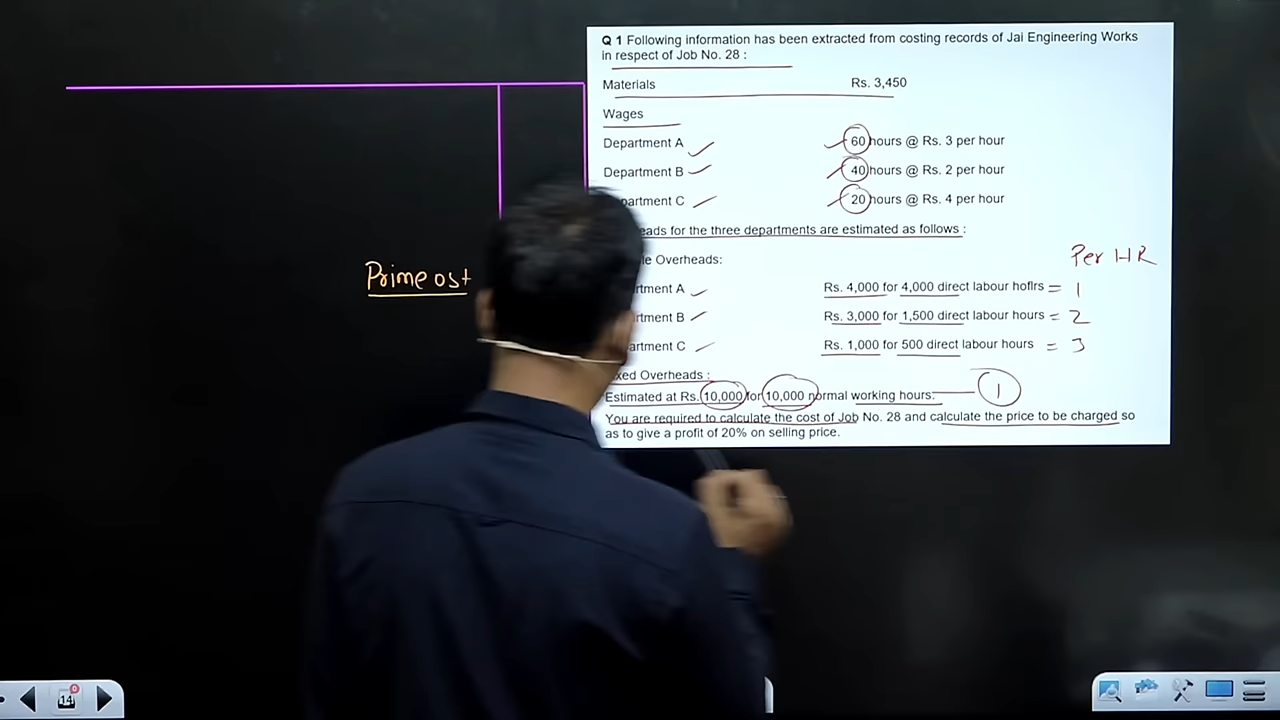 Q 1 Following information has been extracted from costing records of Jai Engineering Works
in respect of Job No. 28 :
Materials Rs. 3,450
Wages
Department A 60 hours @ Rs. 3 per hour
Department B 40 hours @ Rs. 2 per hour
partment C 20 hours @ Rs. 4 per hour
eads for the three departments are estimated as follows :
Prime ost
le Overheads: Per HR
rtment A Rs. 4,000 for 4,000 direct labour hoflrs = 1
rtment B Rs. 3,000 for 1,500 direct labour hours = 2
artment C Rs. 1,000 for 500 direct labour hours = 3
xed Overheads :
Estimated at Rs. 10,000 for 10,000 normal working hours. 1
You are required to calculate the cost of Job No. 28 and calculate the price to be charged so
as to give a profit of 20% on selling price.
14